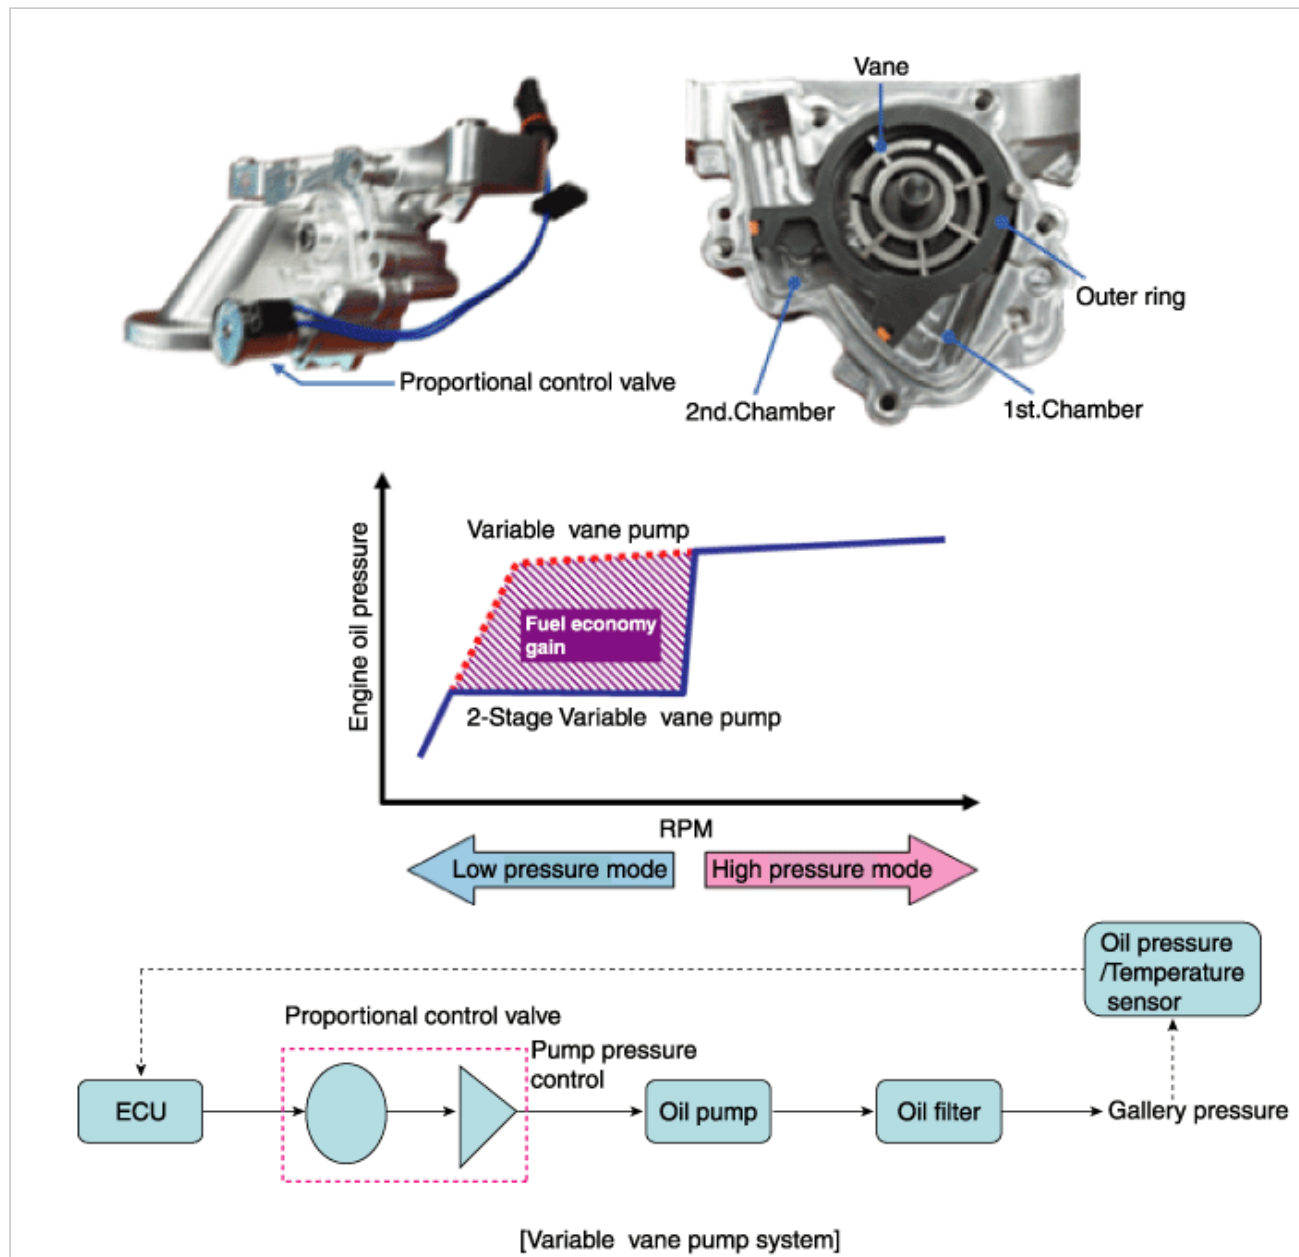 Vane
Outer ring
Proportional control valve
2nd.Chamber
1st.Chamber
Engine oil pressure
Variable vane pump
Fuel economy
gain
2-Stage Variable vane pump
RPM
Low pressure mode
High pressure mode
Oil pressure
/Temperature
sensor
Proportional control valve
Pump pressure
control
ECU
Oil pump
Oil filter
Gallery pressure
[Variable vane pump system]